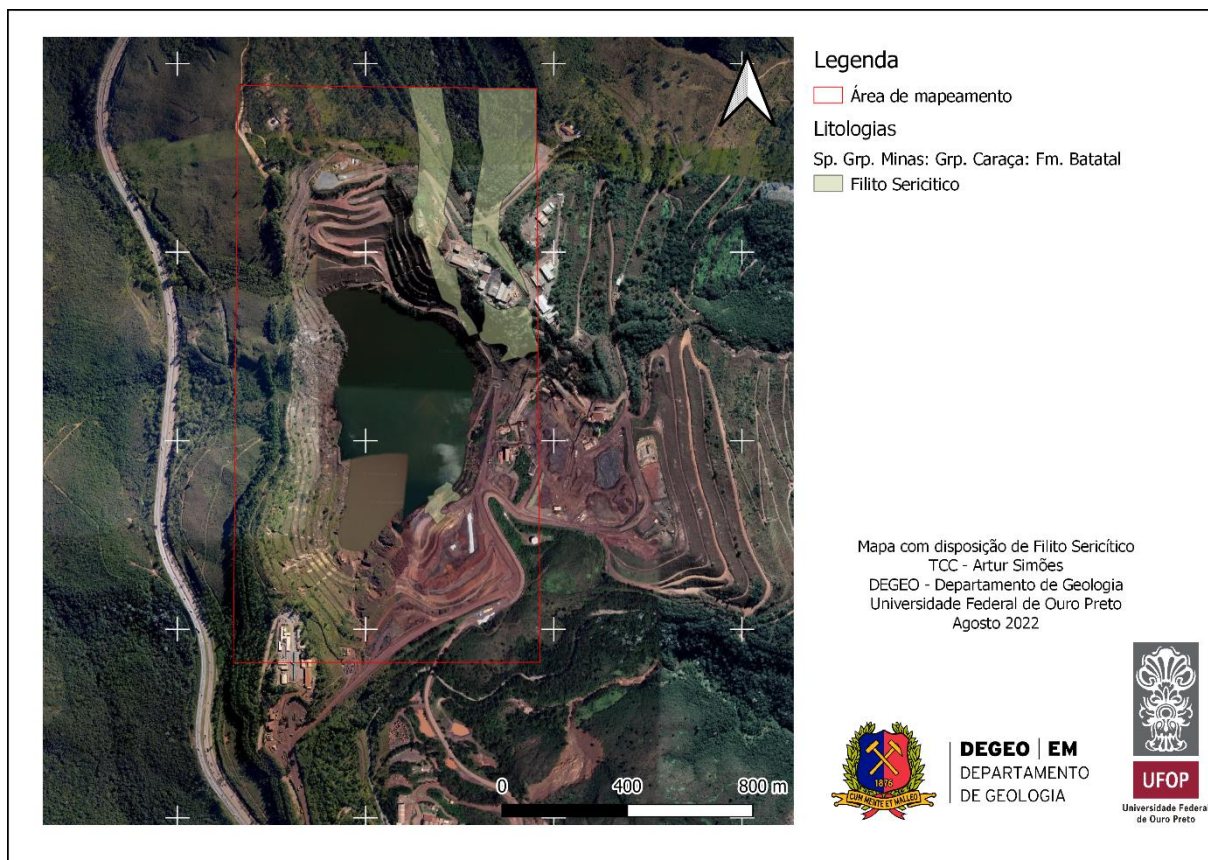 Legenda
Área de mapeamento
Litologias
Sp. Grp. Minas: Grp. Caraça: Fm. Batatal
Filito Sericitico
Mapa com disposição de Filito Sericítico
TCC - Artur Simões
DEGEO - Departamento de Geologia
Universidade Federal de Ouro Preto
Agosto 2022
0 400 800 m
1876
CUM MENTE ET MALLEO
DEGEO | EM
DEPARTAMENTO
DE GEOLOGIA
UFOP
Universidade Federal
de Ouro Preto